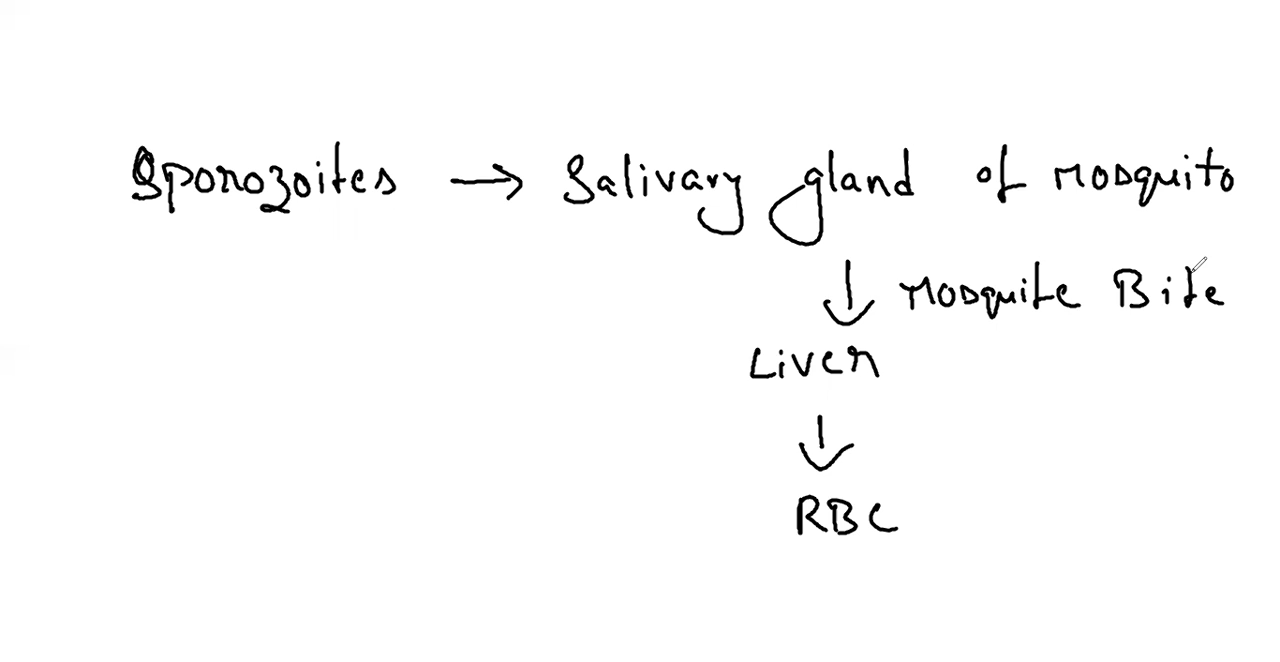 Sporozoites → Salivary gland of Mosquito
↓ Mosquite Bite
Liver
↓
RBC